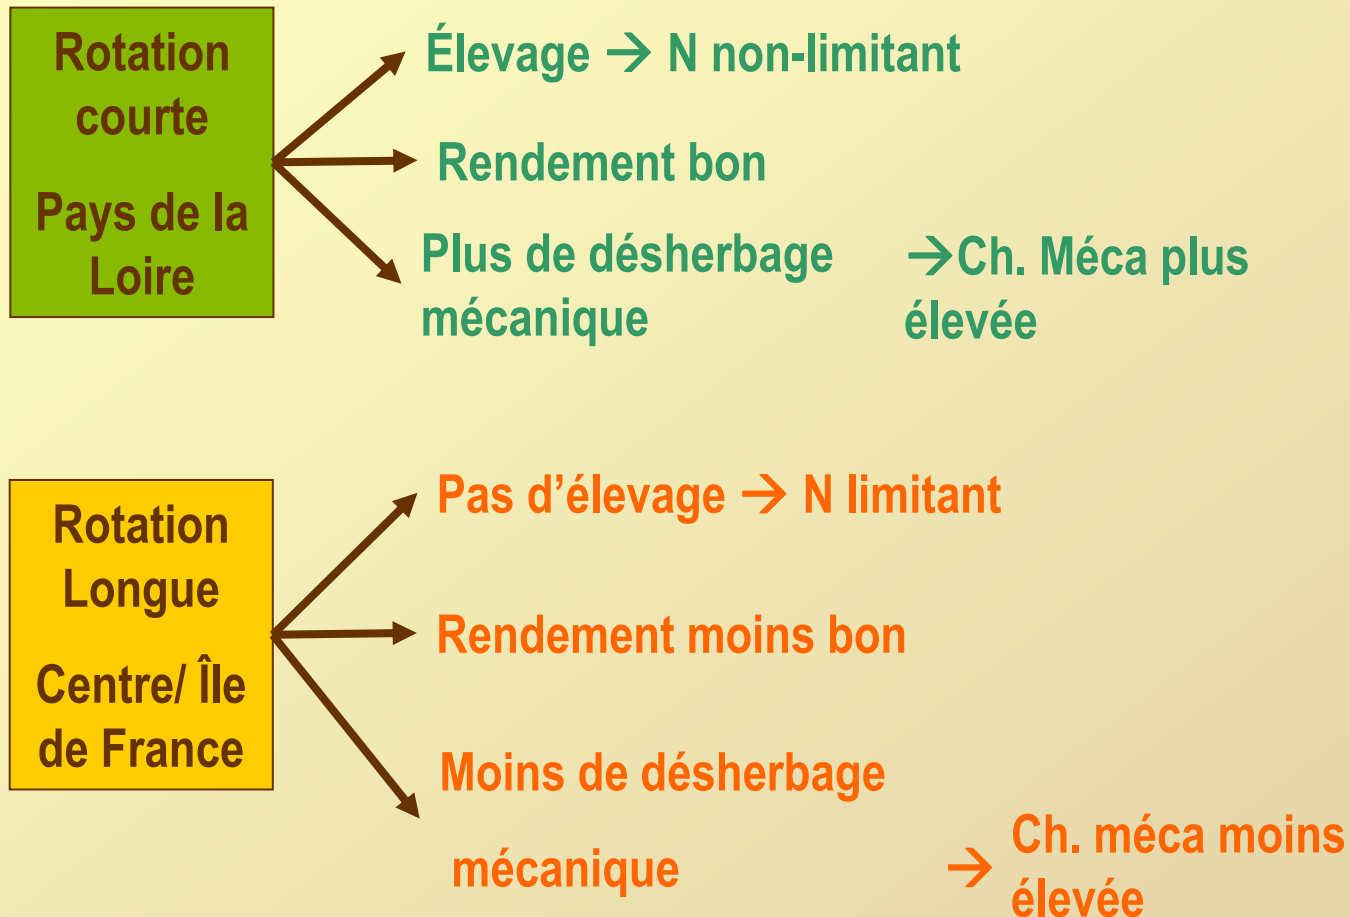 Rotation
courte
Pays de la
Loire
Élevage → N non-limitant
Rendement bon
Plus de désherbage
mécanique
→Ch. Méca plus
élevée
Rotation
Longue
Centre/ Île
de France
Pas d’élevage → N limitant
Rendement moins bon
Moins de désherbage
mécanique
→ Ch. méca moins
élevée